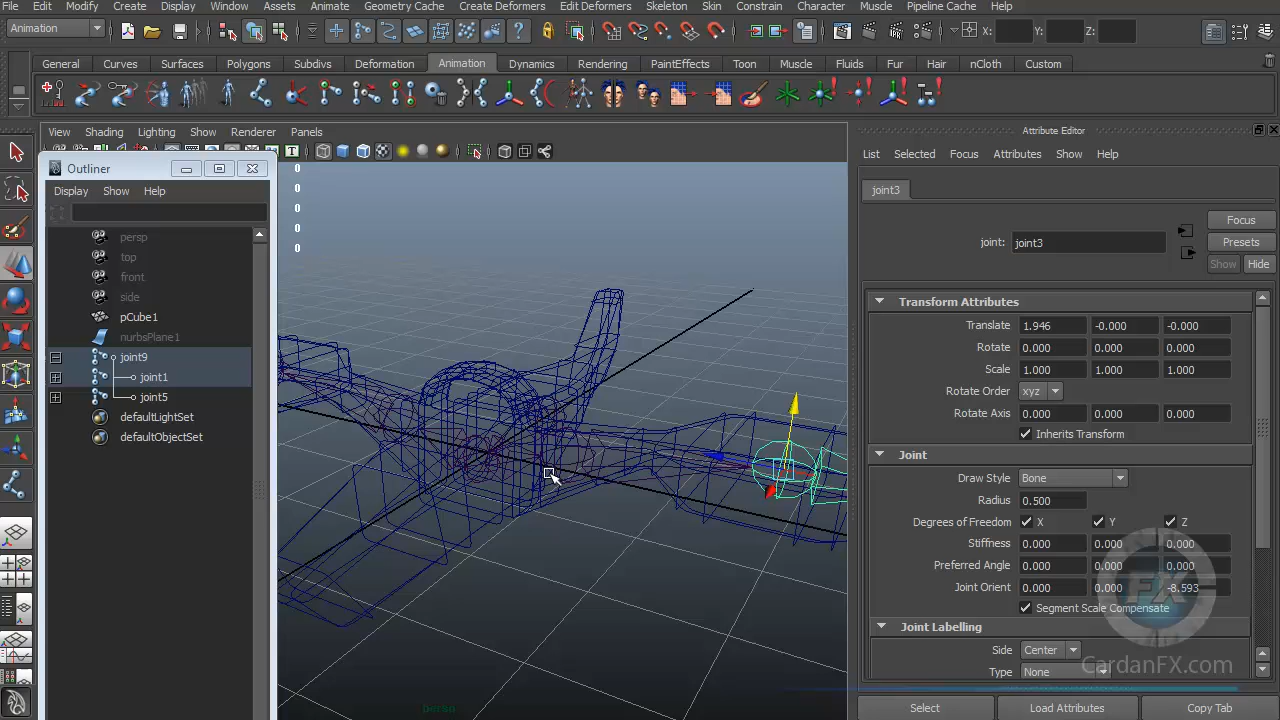 File Edit Modify Create Display Window Assets Animate Geometry Cache Create Deformers Edit Deformers Skeleton Skin Constrain Character Muscle Pipeline Cache Help
Animation X: Y: Z:
General Curves Surfaces Polygons Subdivs Deformation Animation Dynamics Rendering PaintEffects Toon Muscle Fluids Fur Hair nCloth Custom
View Shading Lighting Show Renderer Panels
Attribute Editor
T
List Selected Focus Attributes Show Help
Outliner
0
Display Show Help
0
joint3
0
Focus
persp
0
joint: joint3
Presets
top
0
Show Hide
front
side
Transform Attributes
pCube1
Translate 1.946 -0.000 -0.000
nurbsPlane1
Rotate 0.000 0.000 0.000
joint9
Scale 1.000 1.000 1.000
joint1
Rotate Order xyz
joint5
Rotate Axis 0.000 0.000 0.000
defaultLightSet
Inherits Transform
defaultObjectSet
Joint
Draw Style Bone
Radius 0.500
Degrees of Freedom X Y Z
Stiffness 0.000 0.000 0.000
Preferred Angle 0.000 0.000 0.000
Joint Orient 0.000 0.000 -8.593
Segment Scale Compensate
FX
Joint Labelling
Side Center
CardanFX.com
Type None
Persp
Select Load Attributes Copy Tab